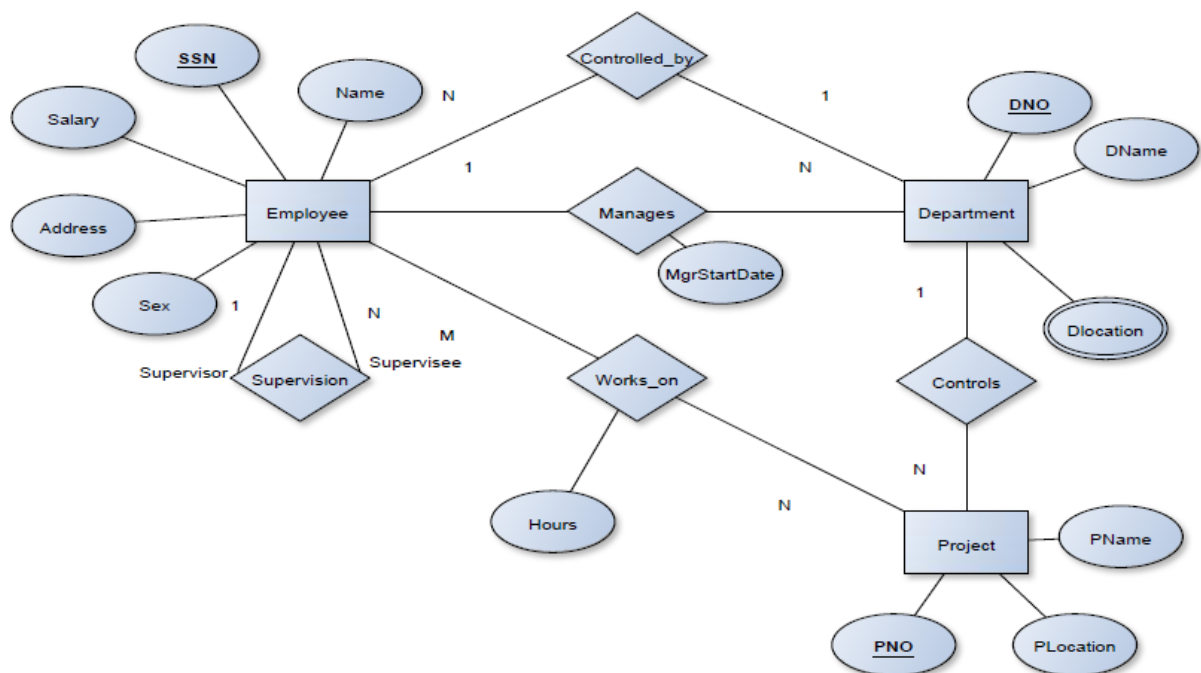 SSN
Controlled_by
Name
N
1
DNO
Salary
DName
1
N
Employee
Manages
Department
Address
MgrStartDate
Sex
1
N
1
Dlocation
M
Supervisor
Supervisee
Supervision
Works_on
Controls
N
N
Hours
PName
Project
PNO
PLocation